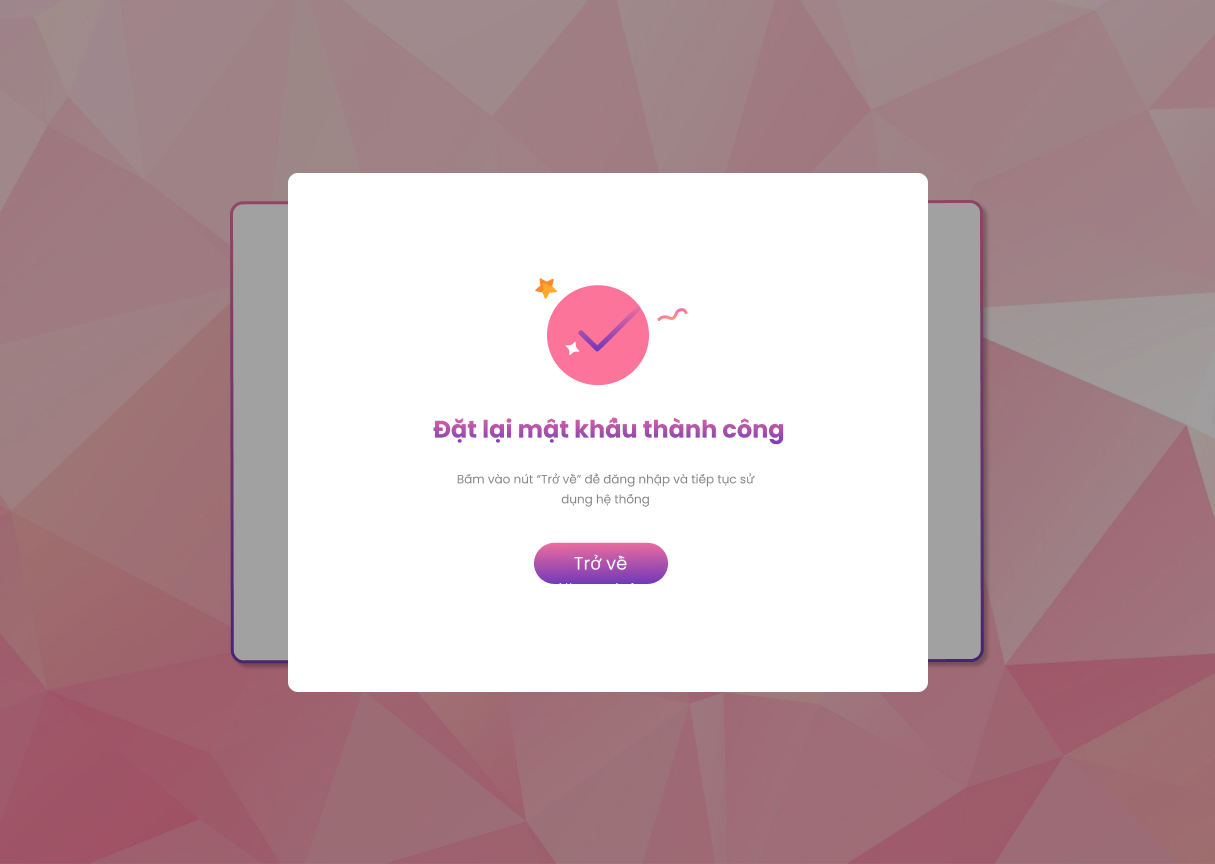 Đặt lại mật khẩu thành công
Bấm vào nút “Trở về” để đăng nhập và tiếp tục sử
dụng hệ thống
Trở về